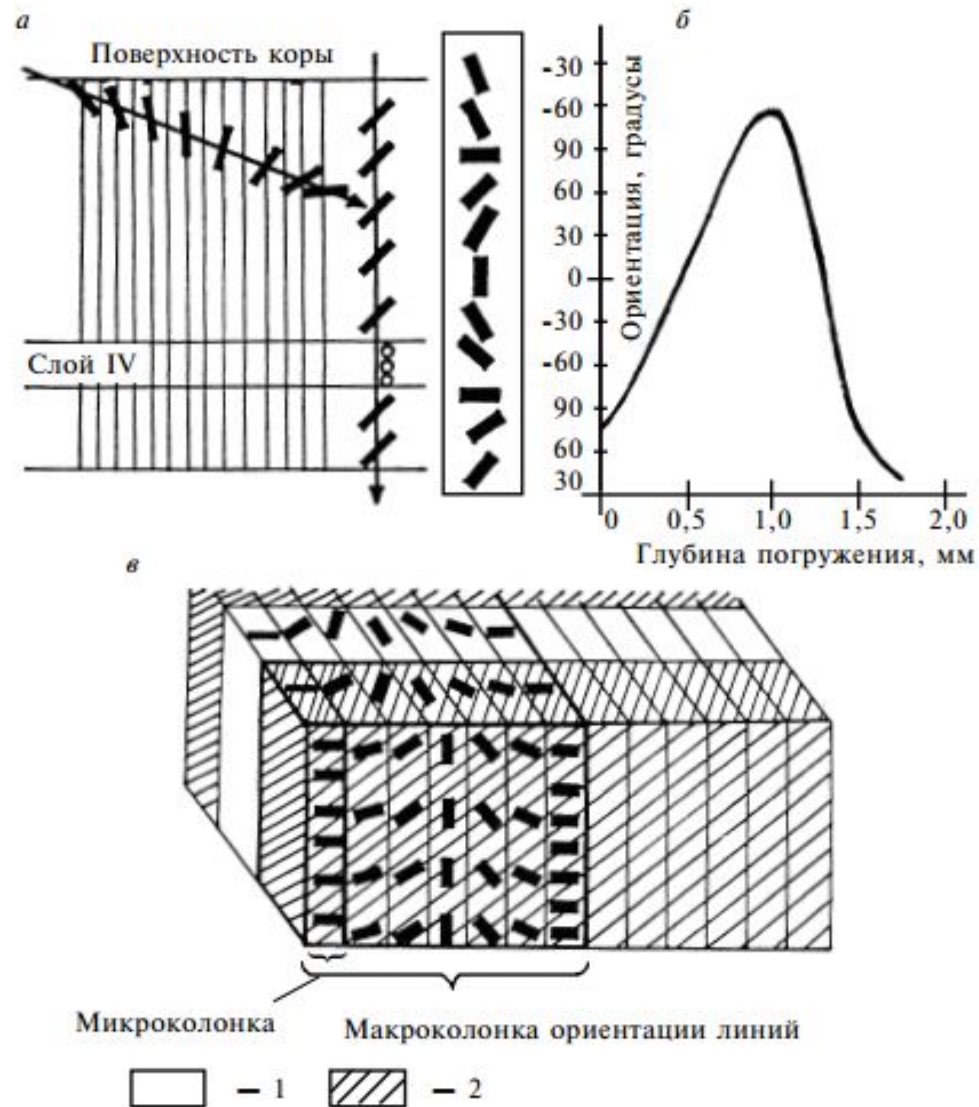 а
Поверхность коры
Слой IV
б
Ориентация, градусы
-30
-60
90
60
30
0
-30
-60
90
60
30
0
0,5
1,0
1,5
2,0
Глубина погружения, мм
в
Микроколонка
Макроколонка ориентации линий
– 1
– 2